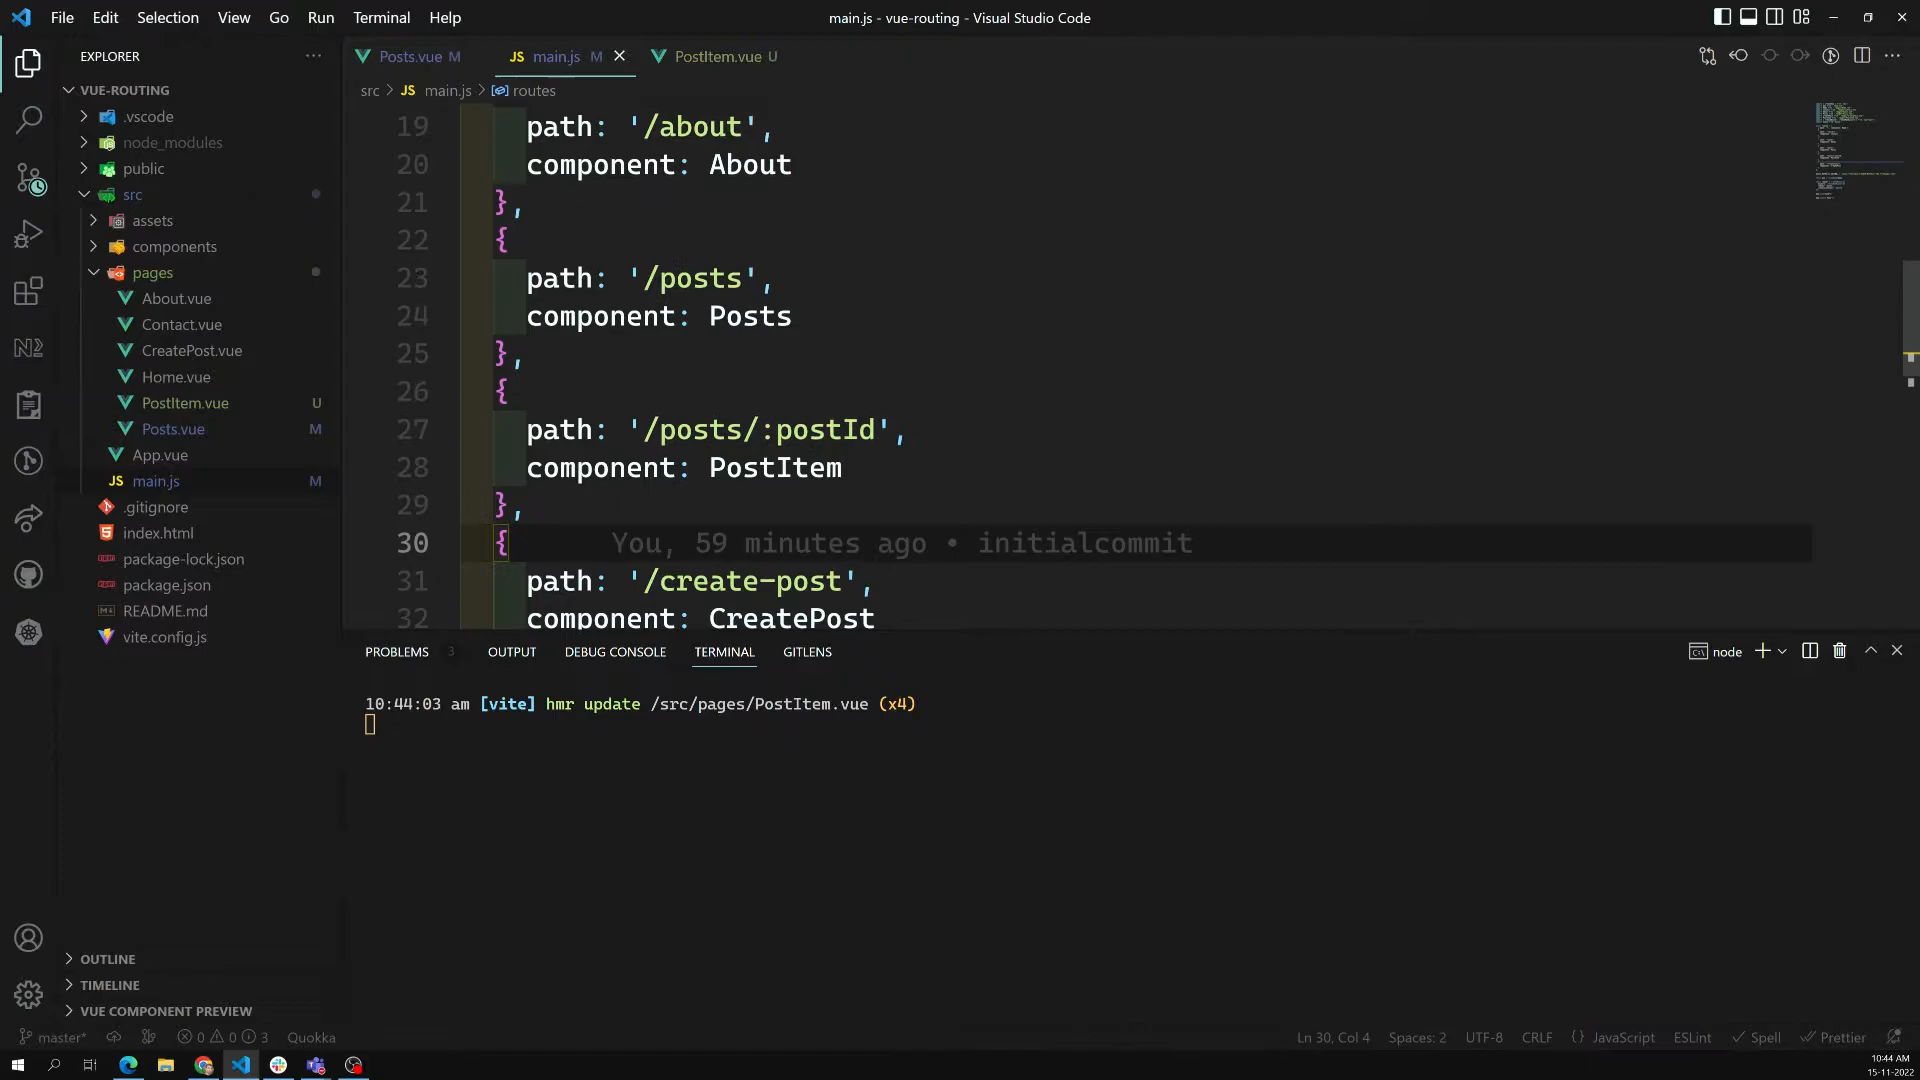 File Edit Selection View Go Run Terminal Help
main.js - vue-routing - Visual Studio Code
EXPLORER
VUE-ROUTING
.vscode
node_modules
public
src
assets
components
pages
About.vue
Contact.vue
CreatePost.vue
Home.vue
PostItem.vue U
Posts.vue M
App.vue
JS main.js M
.gitignore
index.html
package-lock.json
package.json
README.md
vite.config.js
OUTLINE
TIMELINE
VUE COMPONENT PREVIEW
Posts.vue M JS main.js M PostItem.vue U
src > JS main.js > routes
19 path: '/about',
20 component: About
21 },
22 {
23 path: '/posts',
24 component: Posts
25 },
26 {
27 path: '/posts/:postId',
28 component: PostItem
29 },
30 { You, 59 minutes ago • initialcommit
31 path: '/create-post',
32 component: CreatePost
PROBLEMS 3 OUTPUT DEBUG CONSOLE TERMINAL GITLENS
node
10:44:03 am [vite] hmr update /src/pages/PostItem.vue (x4)
master* 0 0 3 Quokka
Ln 30, Col 4 Spaces: 2 UTF-8 CRLF {} JavaScript ESLint Spell Prettier
10:44 AM
15-11-2022